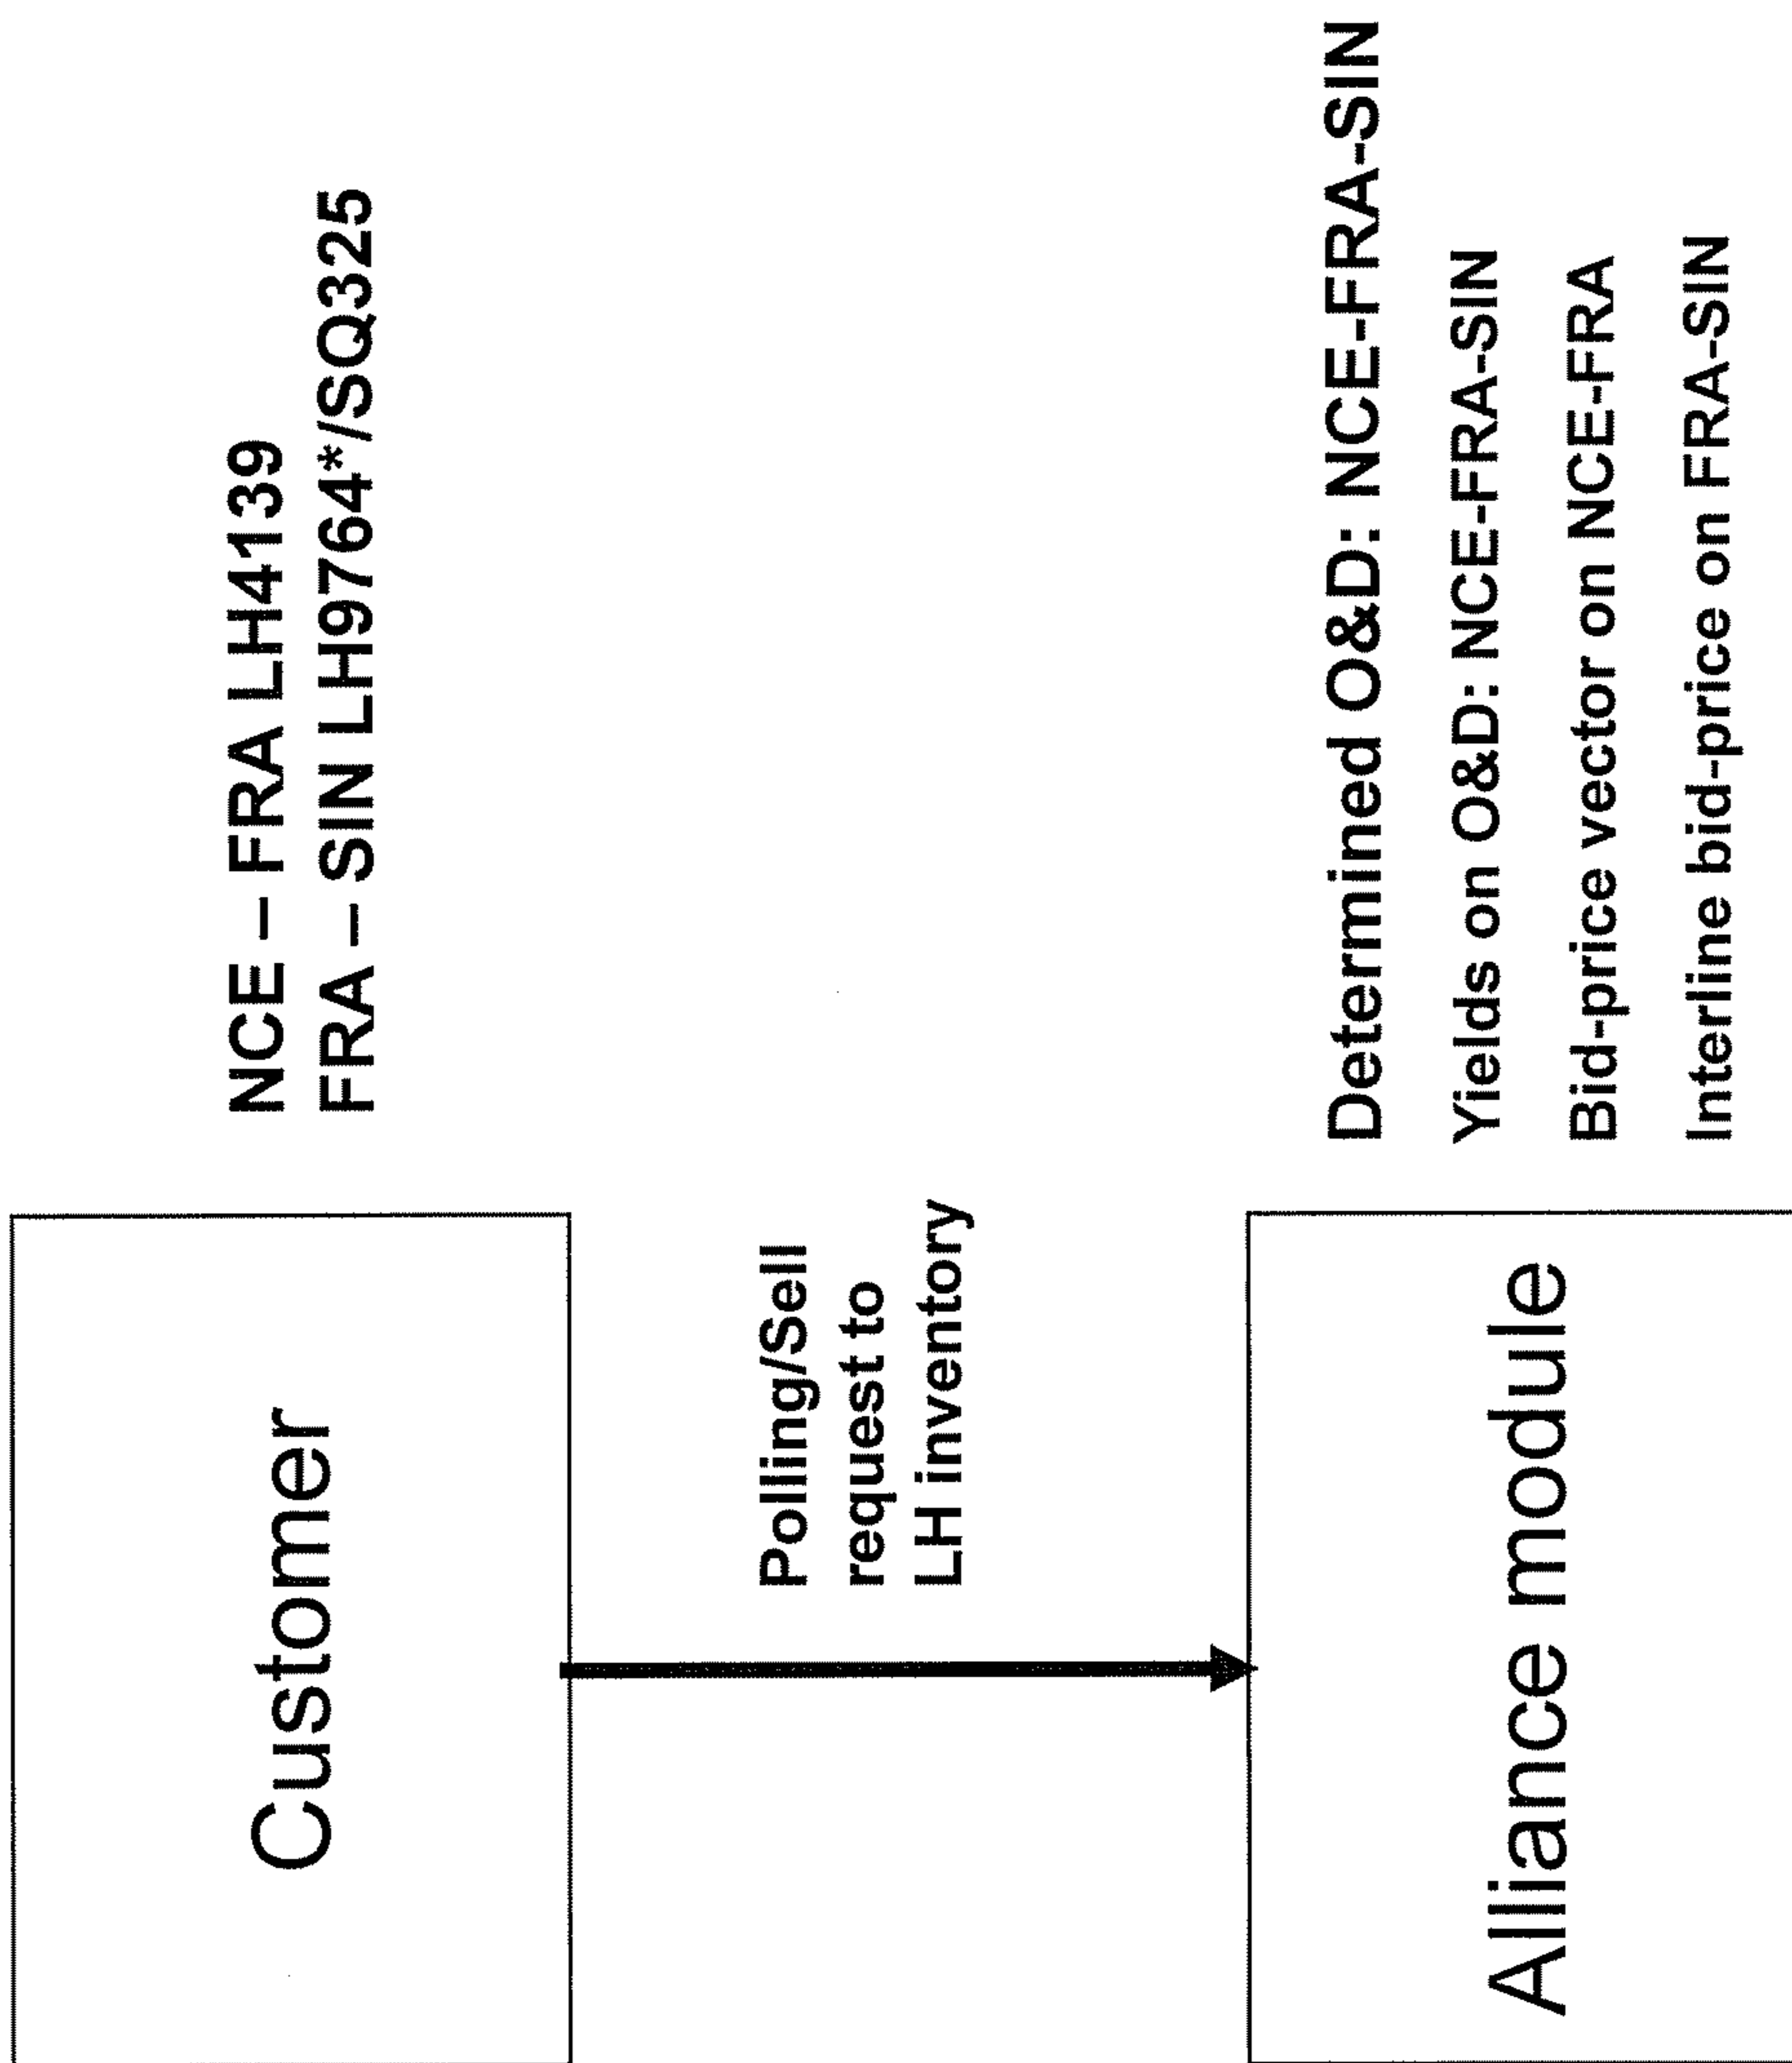 Customer
NCE – FRA LH4139
FRA – SIN LH9764*/SQ325
Polling/Sell
request to
LH inventory
Alliance module
Determined O&D: NCE-FRA-SIN
Yields on O&D: NCE-FRA-SIN
Bid-price vector on NCE-FRA
Interline bid-price on FRA-SIN